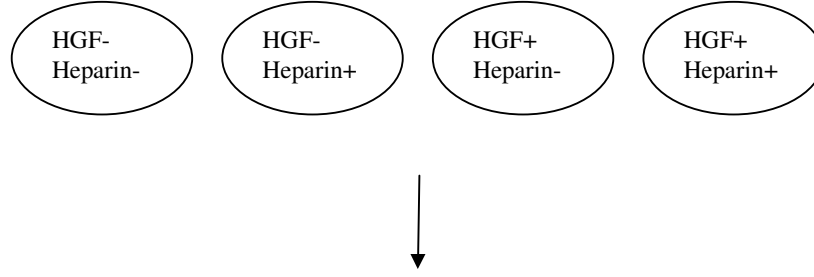 HGF-
Heparin-
HGF-
Heparin+
HGF+
Heparin-
HGF+
Heparin+